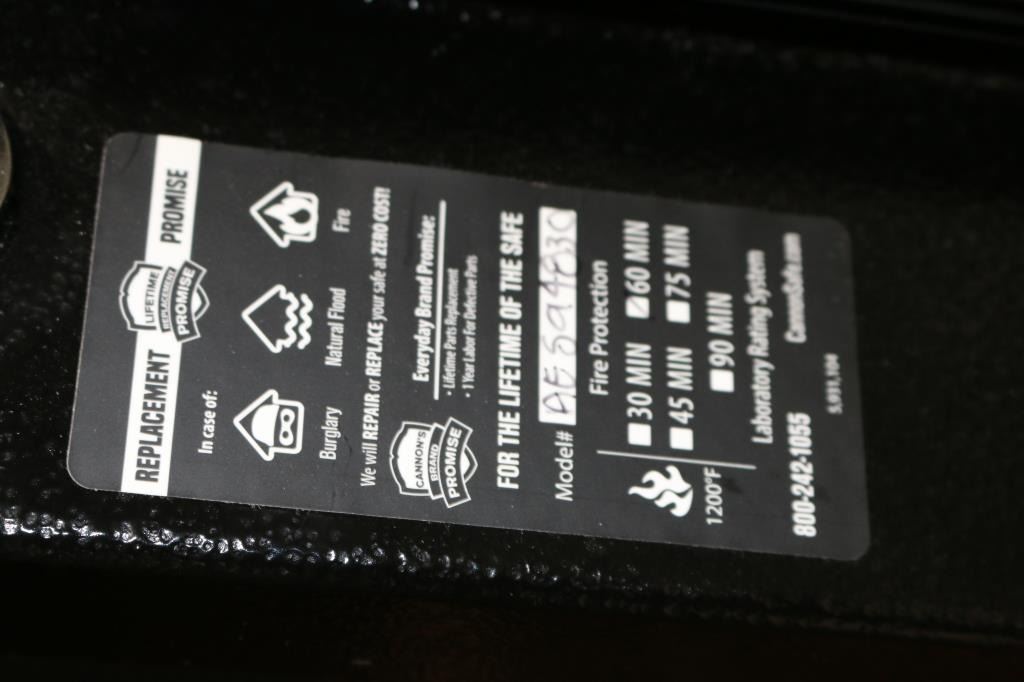 REPLACEMENT PROMISE
LIFETIME
REPLACEMENT
PROMISE
In case of:
Burglary Natural Flood Fire
We will REPAIR or REPLACE your safe at ZERO COST!
CANNON'S
BRAND
PROMISE
Everyday Brand Promise:
· Lifetime Parts Replacement
· 1 Year Labor For Defective Parts
FOR THE LIFETIME OF THE SAFE
Model#
Fire Protection
1200°F
30 MIN 60 MIN
45 MIN 75 MIN
90 MIN
Laboratory Rating System
800-242-1055 CannonSafe.com